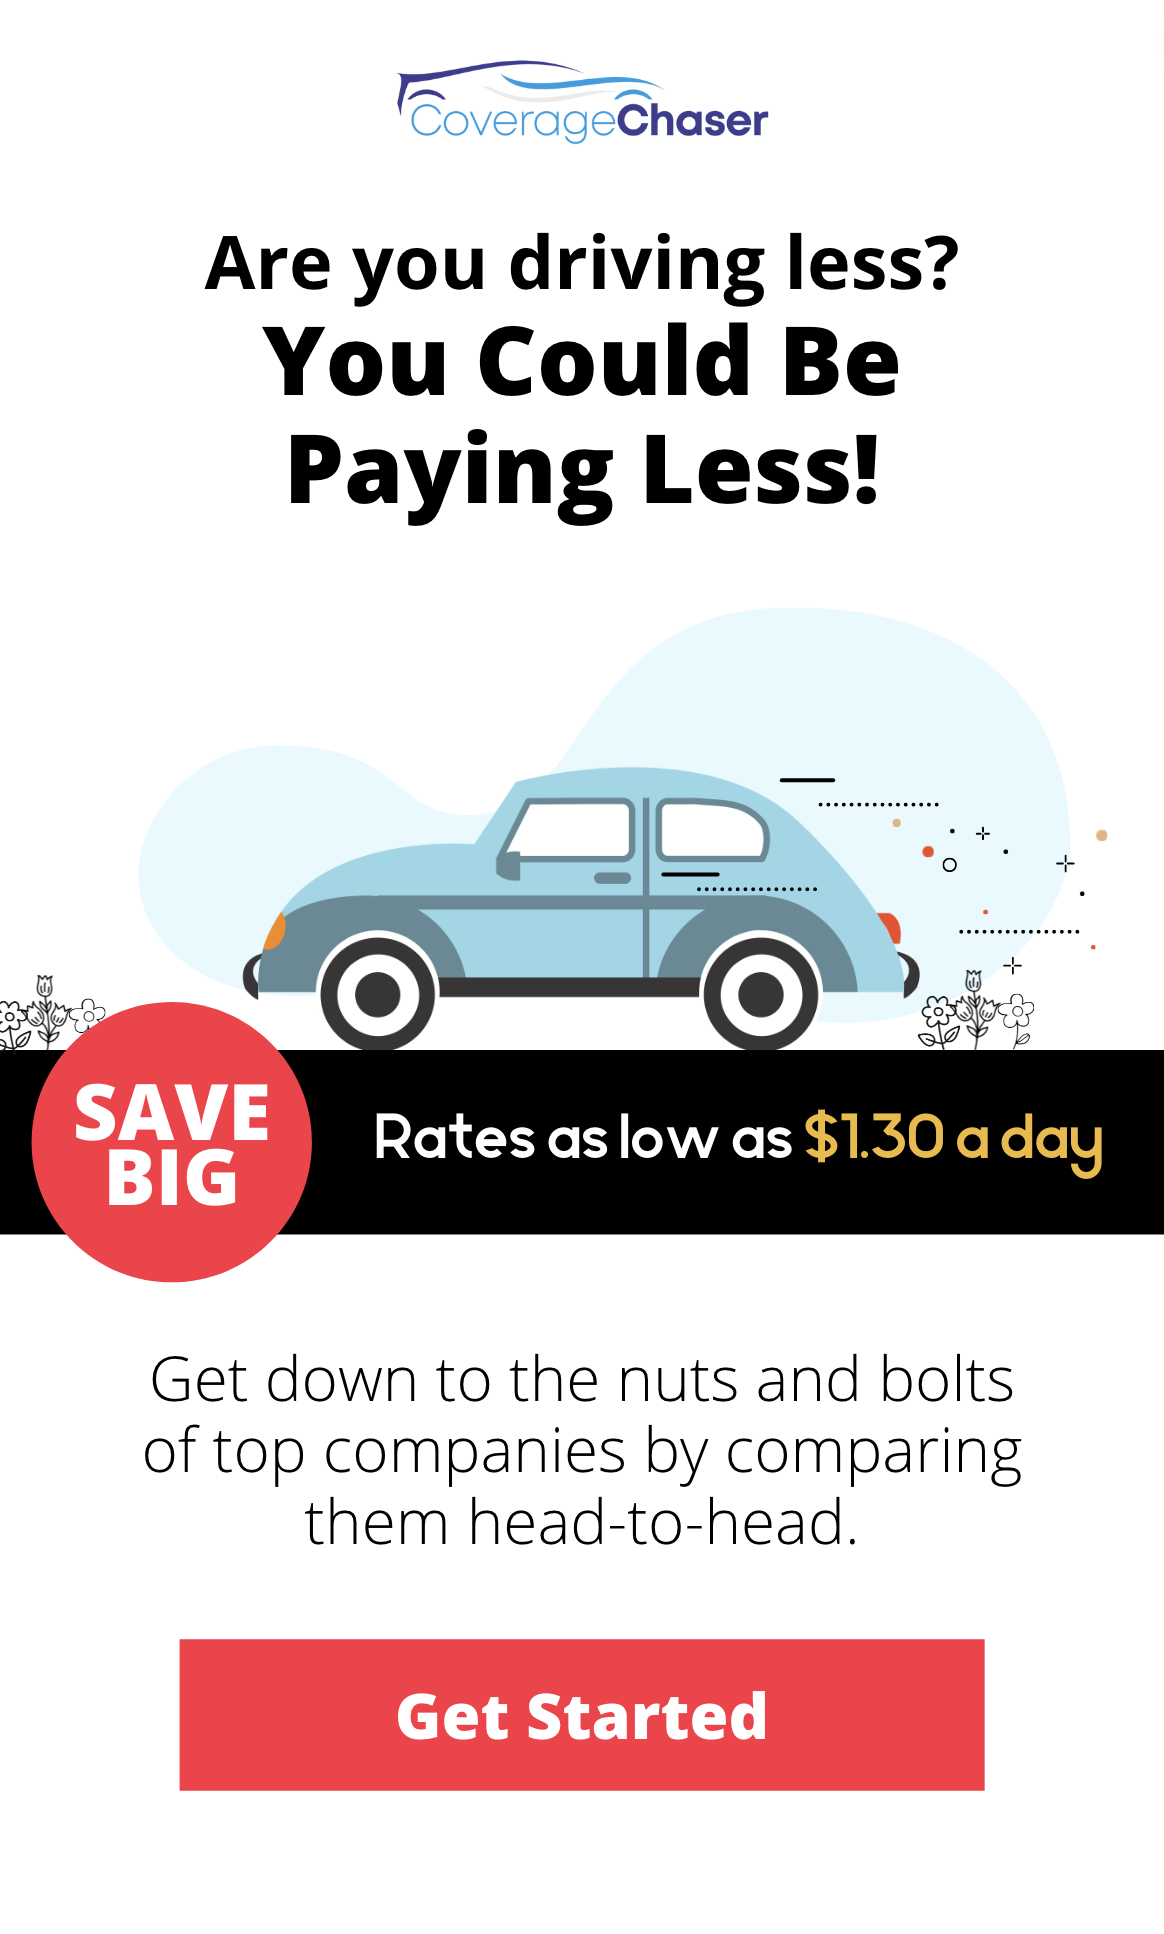 CoverageChaser
Are you driving less?
You Could Be
Paying Less!
SAVE
BIG
Rates as low as $1.30 a day
Get down to the nuts and bolts
of top companies by comparing
them head-to-head.
Get Started